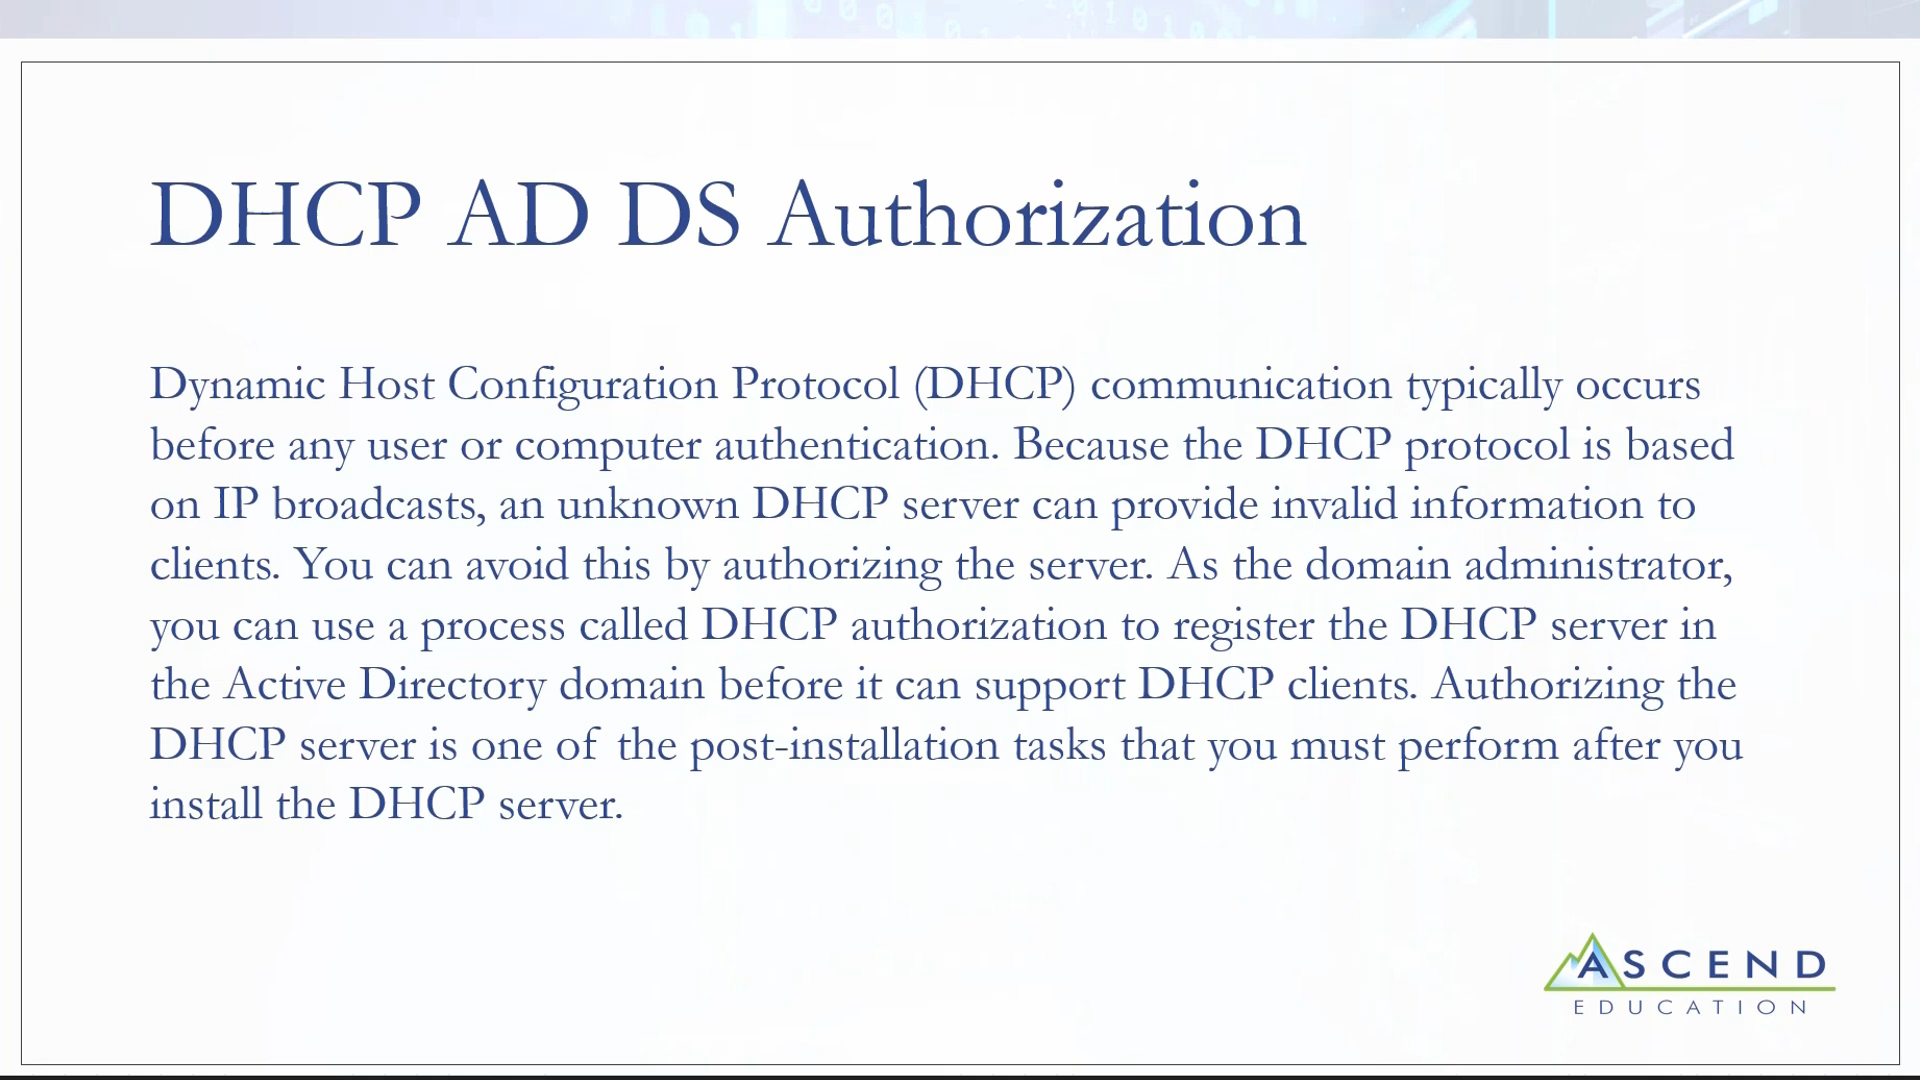 DHCP AD DS Authorization
Dynamic Host Configuration Protocol (DHCP) communication typically occurs
before any user or computer authentication. Because the DHCP protocol is based
on IP broadcasts, an unknown DHCP server can provide invalid information to
clients. You can avoid this by authorizing the server. As the domain administrator,
you can use a process called DHCP authorization to register the DHCP server in
the Active Directory domain before it can support DHCP clients. Authorizing the
DHCP server is one of the post-installation tasks that you must perform after you
install the DHCP server.
ASCEND
EDUCATION